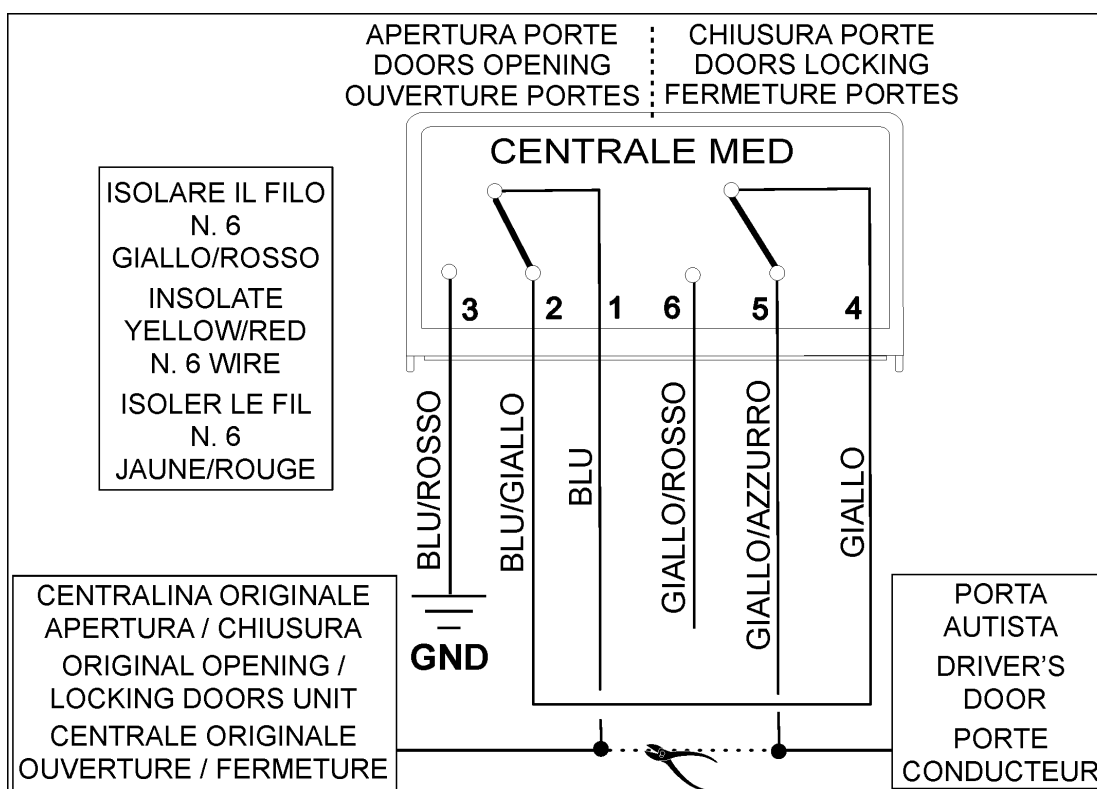 APERTURA PORTE
DOORS OPENING
OUVERTURE PORTES
CHIUSURA PORTE
DOORS LOCKING
FERMETURE PORTES
CENTRALE MED
ISOLARE IL FILO
N. 6
GIALLO/ROSSO
INSOLATE
YELLOW/RED
N. 6 WIRE
ISOLER LE FIL
N. 6
JAUNE/ROUGE
3 2 1 6 5 4
BLU/ROSSO
BLU/GIALLO
BLU
GIALLO/ROSSO
GIALLO/AZZURRO
GIALLO
GND
CENTRALINA ORIGINALE
APERTURA / CHIUSURA
ORIGINAL OPENING /
LOCKING DOORS UNIT
CENTRALE ORIGINALE
OUVERTURE / FERMETURE
PORTA
AUTISTA
DRIVER'S
DOOR
PORTE
CONDUCTEUR